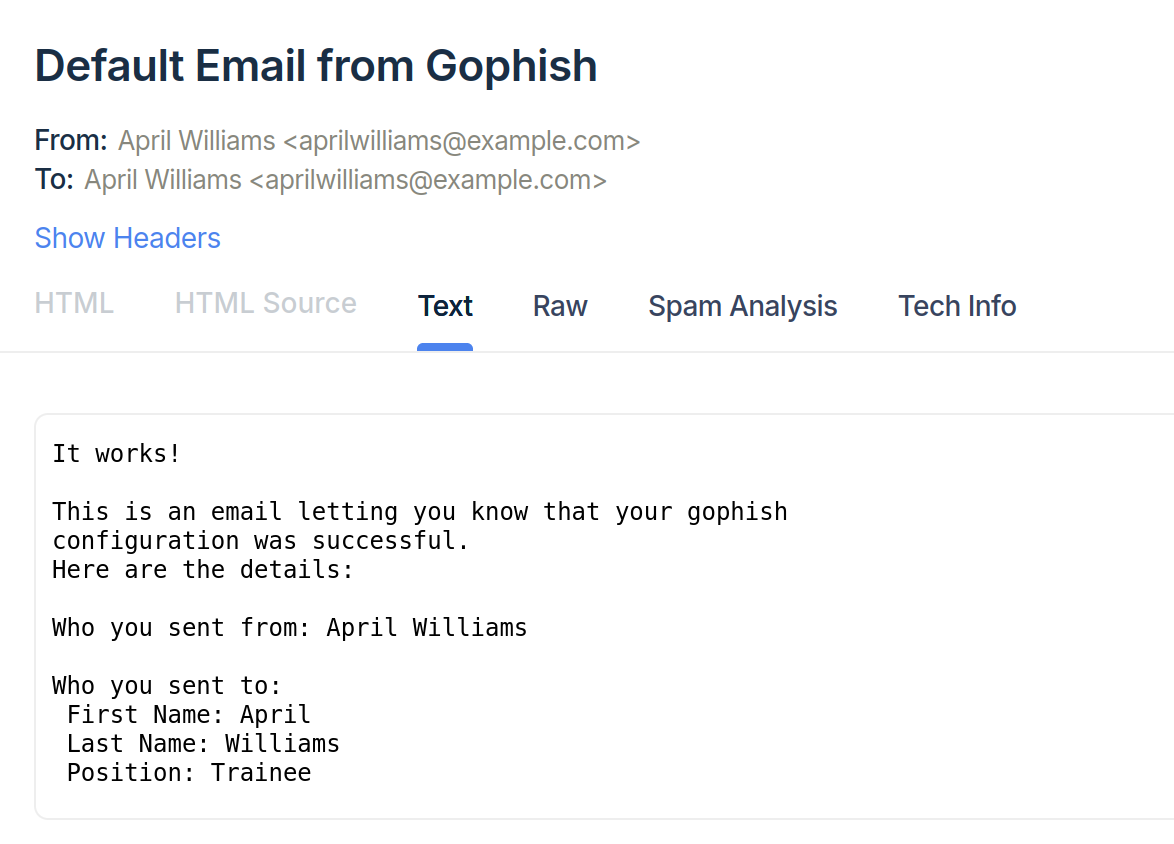 Default Email from Gophish
From: April Williams <aprilwilliams@example.com>
To: April Williams <aprilwilliams@example.com>
Show Headers
HTML HTML Source Text Raw Spam Analysis Tech Info
It works!
This is an email letting you know that your gophish
configuration was successful.
Here are the details:
Who you sent from: April Williams
Who you sent to:
First Name: April
Last Name: Williams
Position: Trainee